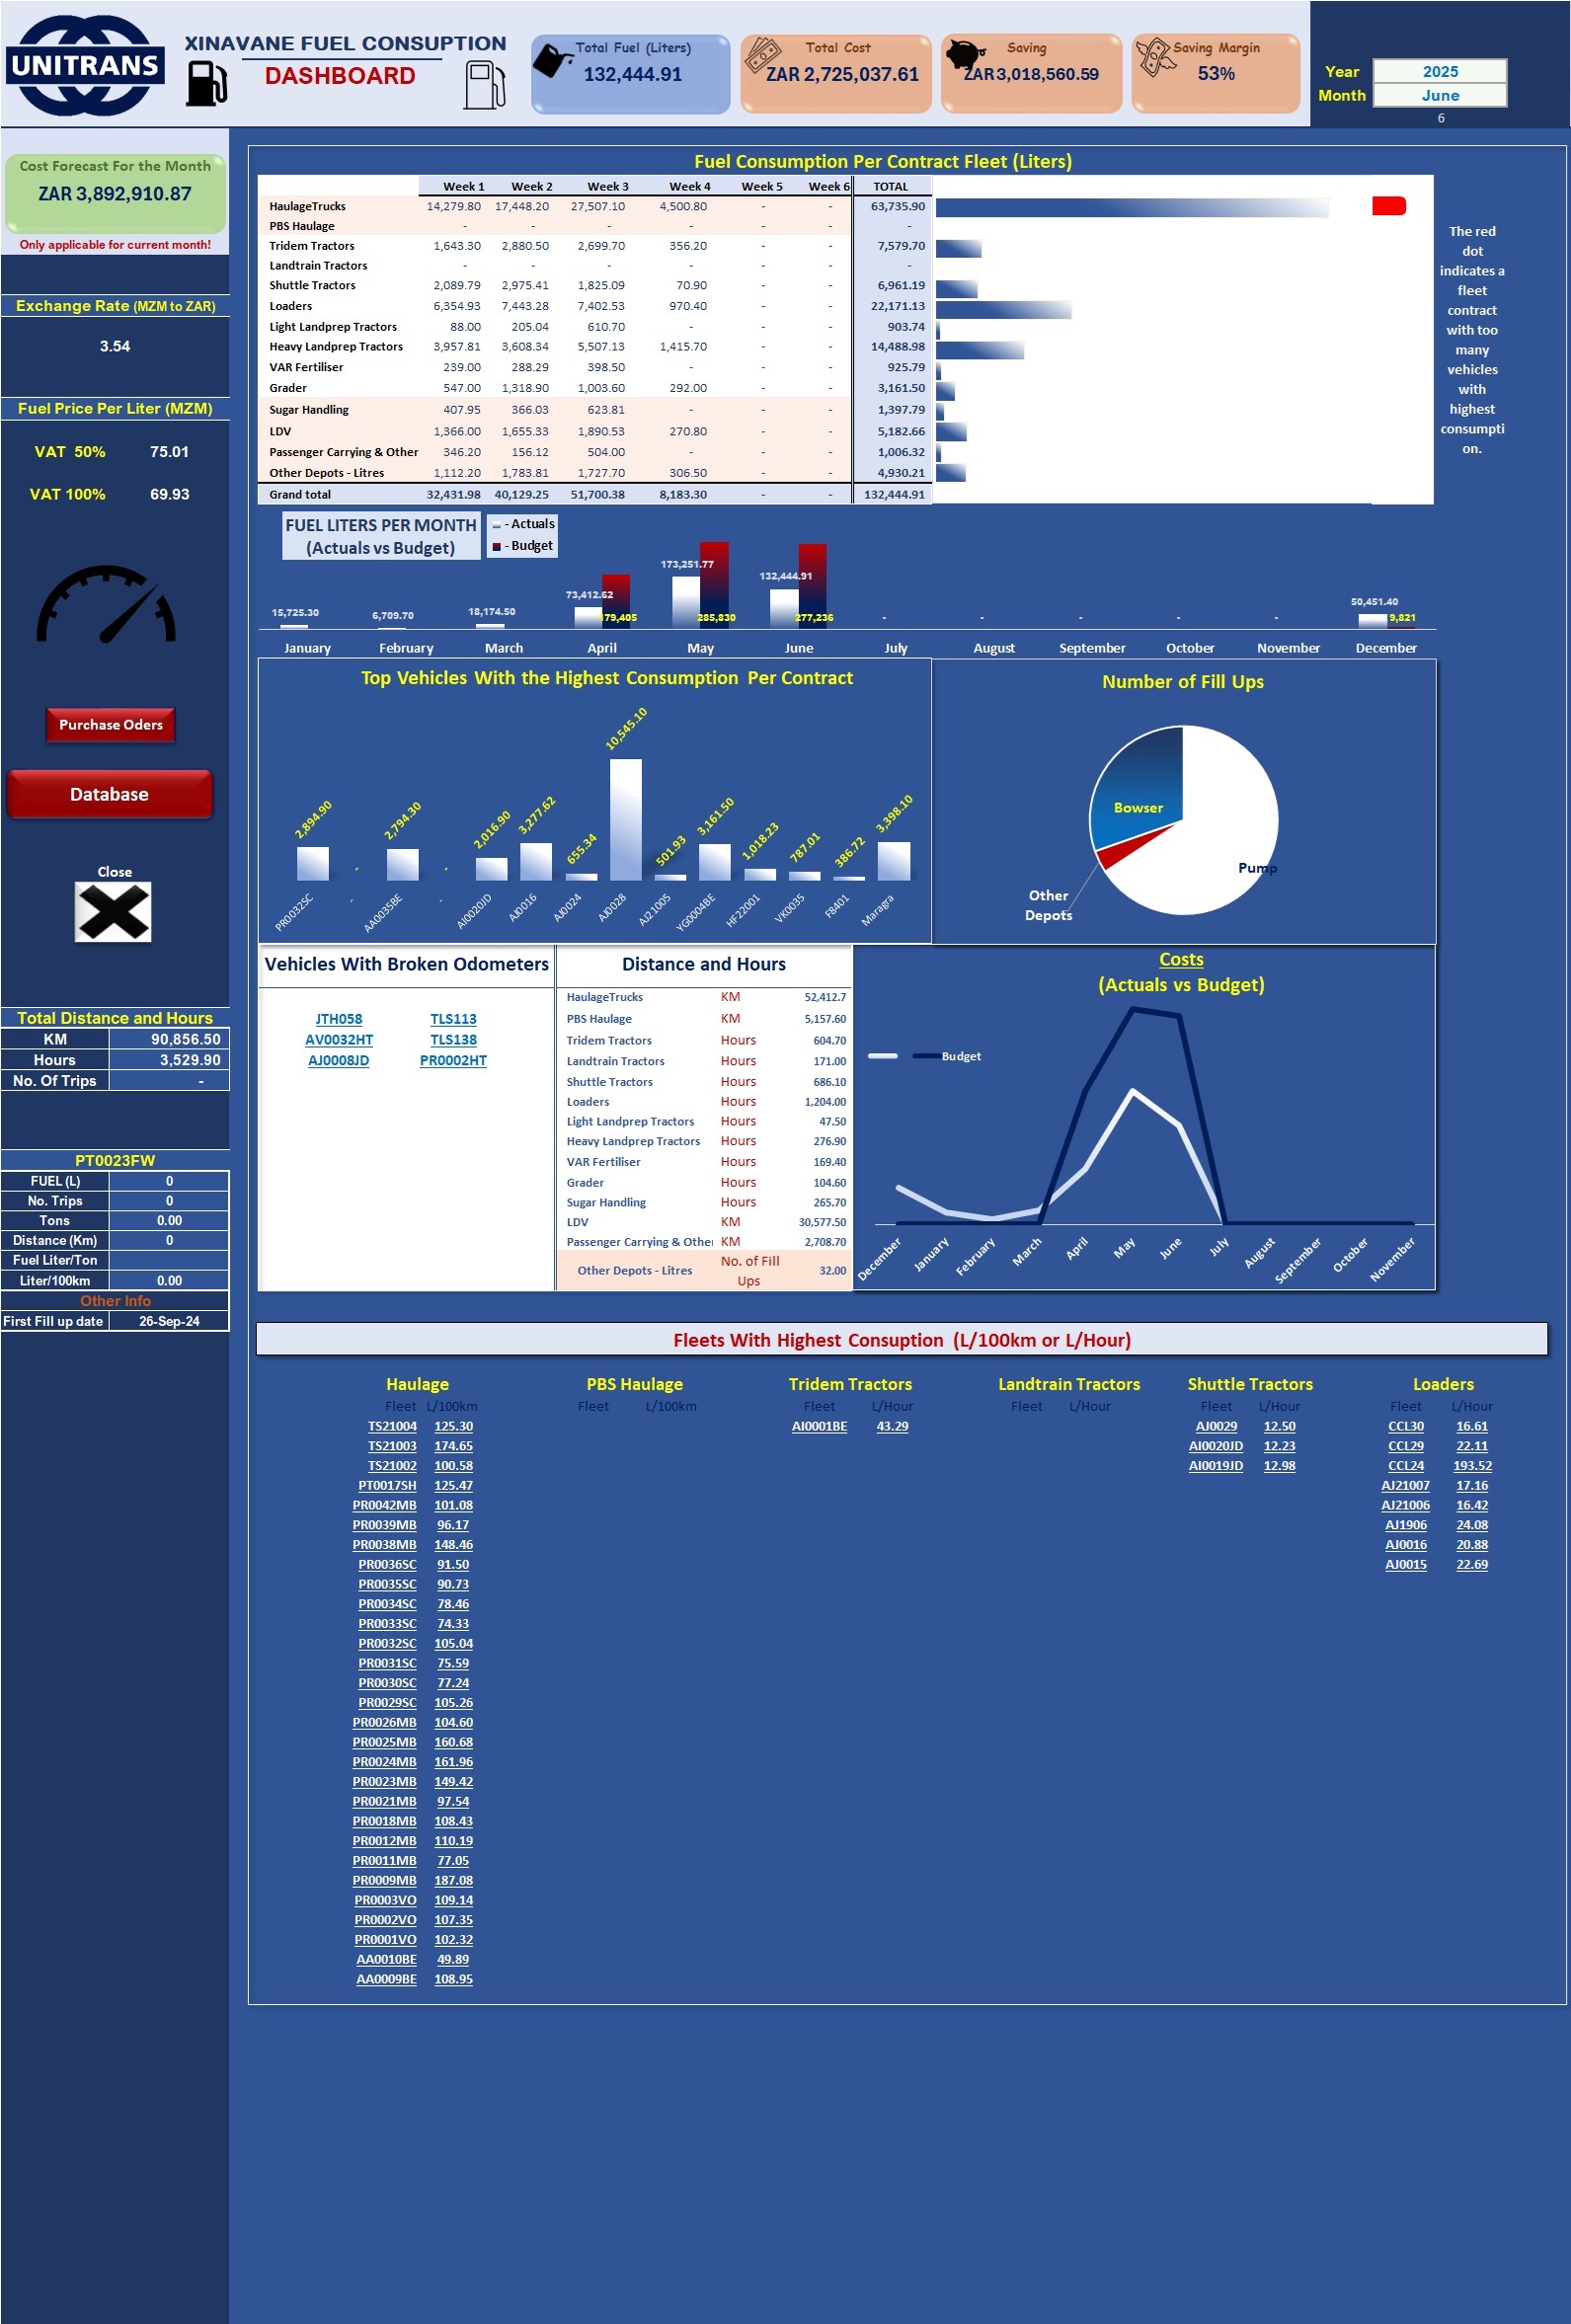 UNITRANS
XINAVANE FUEL CONSUPTION
DASHBOARD
Total Fuel (Liters)
132,444.91
Total Cost
ZAR 2,725,037.61
Saving
ZAR 3,018,560.59
Saving Margin
53%
Year 2025
Month June
6
Cost Forecast For the Month
ZAR 3,892,910.87
Only applicable for current month!
Exchange Rate (MZM to ZAR)
3.54
Fuel Price Per Liter (MZM)
VAT 50% 75.01
VAT 100% 69.93
Purchase Oders
Database
Close
Total Distance and Hours
KM 90,856.50
Hours 3,529.90
No. Of Trips -
PT0023FW
FUEL (L) 0
No. Trips 0
Tons 0.00
Distance (Km) 0
Fuel Liter/Ton
Liter/100km 0.00
Other Info
First Fill up date 26-Sep-24
Fuel Consumption Per Contract Fleet (Liters)
Week 1 Week 2 Week 3 Week 4 Week 5 Week 6 TOTAL
HaulageTrucks 14,279.80 17,448.20 27,507.10 4,500.80 - - 63,735.90
PBS Haulage - - - - - - -
Tridem Tractors 1,643.30 2,880.50 2,699.70 356.20 - - 7,579.70
Landtrain Tractors - - - - - - -
Shuttle Tractors 2,089.79 2,975.41 1,825.09 70.90 - - 6,961.19
Loaders 6,354.93 7,443.28 7,402.53 970.40 - - 22,171.13
Light Landprep Tractors 88.00 205.04 610.70 - - - 903.74
Heavy Landprep Tractors 3,957.81 3,608.34 5,507.13 1,415.70 - - 14,488.98
VAR Fertiliser 239.00 288.29 398.50 - - - 925.79
Grader 547.00 1,318.90 1,003.60 292.00 - - 3,161.50
Sugar Handling 407.95 366.03 623.81 - - - 1,397.79
LDV 1,366.00 1,655.33 1,890.53 270.80 - - 5,182.66
Passenger Carrying & Other 346.20 156.12 504.00 - - - 1,006.32
Other Depots - Litres 1,112.20 1,783.81 1,727.70 306.50 - - 4,930.21
Grand total 32,431.98 40,129.25 51,700.38 8,183.30 - - 132,444.91
The red
dot
indicates a
fleet
contract
with too
many
vehicles
with
highest
consumpti
on.
FUEL LITERS PER MONTH
(Actuals vs Budget)
- Actuals
- Budget
15,725.30 6,709.70 18,174.50 73,412.62 173,251.77 132,444.91 50,451.40
179,405 285,830 277,236 - - - - - 9,821
January February March April May June July August September October November December
Top Vehicles With the Highest Consumption Per Contract
2,894.90 - 2,794.30 - 2,016.90 3,277.62 655.34 10,545.10 501.93 3,161.50 1,018.23 787.01 386.72 3,398.10
PR0032SC - AA0035BE - AI0020JD AJ0016 AJ0024 AJ0028 AJ21005 YG0004BE HF22001 VK0035 F8401 Maragra
Number of Fill Ups
Bowser
Pump
Other
Depots
Vehicles With Broken Odometers
JTH058 TLS113
AV0032HT TLS138
AJ0008JD PR0002HT
Distance and Hours
HaulageTrucks KM 52,412.7
PBS Haulage KM 5,157.60
Tridem Tractors Hours 604.70
Landtrain Tractors Hours 171.00
Shuttle Tractors Hours 686.10
Loaders Hours 1,204.00
Light Landprep Tractors Hours 47.50
Heavy Landprep Tractors Hours 276.90
VAR Fertiliser Hours 169.40
Grader Hours 104.60
Sugar Handling Hours 265.70
LDV KM 30,577.50
Passenger Carrying & Other KM 2,708.70
Other Depots - Litres No. of Fill Ups 32.00
Costs
(Actuals vs Budget)
Budget
December January February March April May June July August September October November
Fleets With Highest Consuption (L/100km or L/Hour)
Haulage PBS Haulage Tridem Tractors Landtrain Tractors Shuttle Tractors Loaders
Fleet L/100km Fleet L/100km Fleet L/Hour Fleet L/Hour Fleet L/Hour Fleet L/Hour
TS21004 125.30 AI0001BE 43.29 AJ0029 12.50 CCL30 16.61
TS21003 174.65 AI0020JD 12.23 CCL29 22.11
TS21002 100.58 AI0019JD 12.98 CCL24 193.52
PT0017SH 125.47 AJ21007 17.16
PR0042MB 101.08 AJ21006 16.42
PR0039MB 96.17 AJ1906 24.08
PR0038MB 148.46 AJ0016 20.88
PR0036SC 91.50 AJ0015 22.69
PR0035SC 90.73
PR0034SC 78.46
PR0033SC 74.33
PR0032SC 105.04
PR0031SC 75.59
PR0030SC 77.24
PR0029SC 105.26
PR0026MB 104.60
PR0025MB 160.68
PR0024MB 161.96
PR0023MB 149.42
PR0021MB 97.54
PR0018MB 108.43
PR0012MB 110.19
PR0011MB 77.05
PR0009MB 187.08
PR0003VO 109.14
PR0002VO 107.35
PR0001VO 102.32
AA0010BE 49.89
AA0009BE 108.95